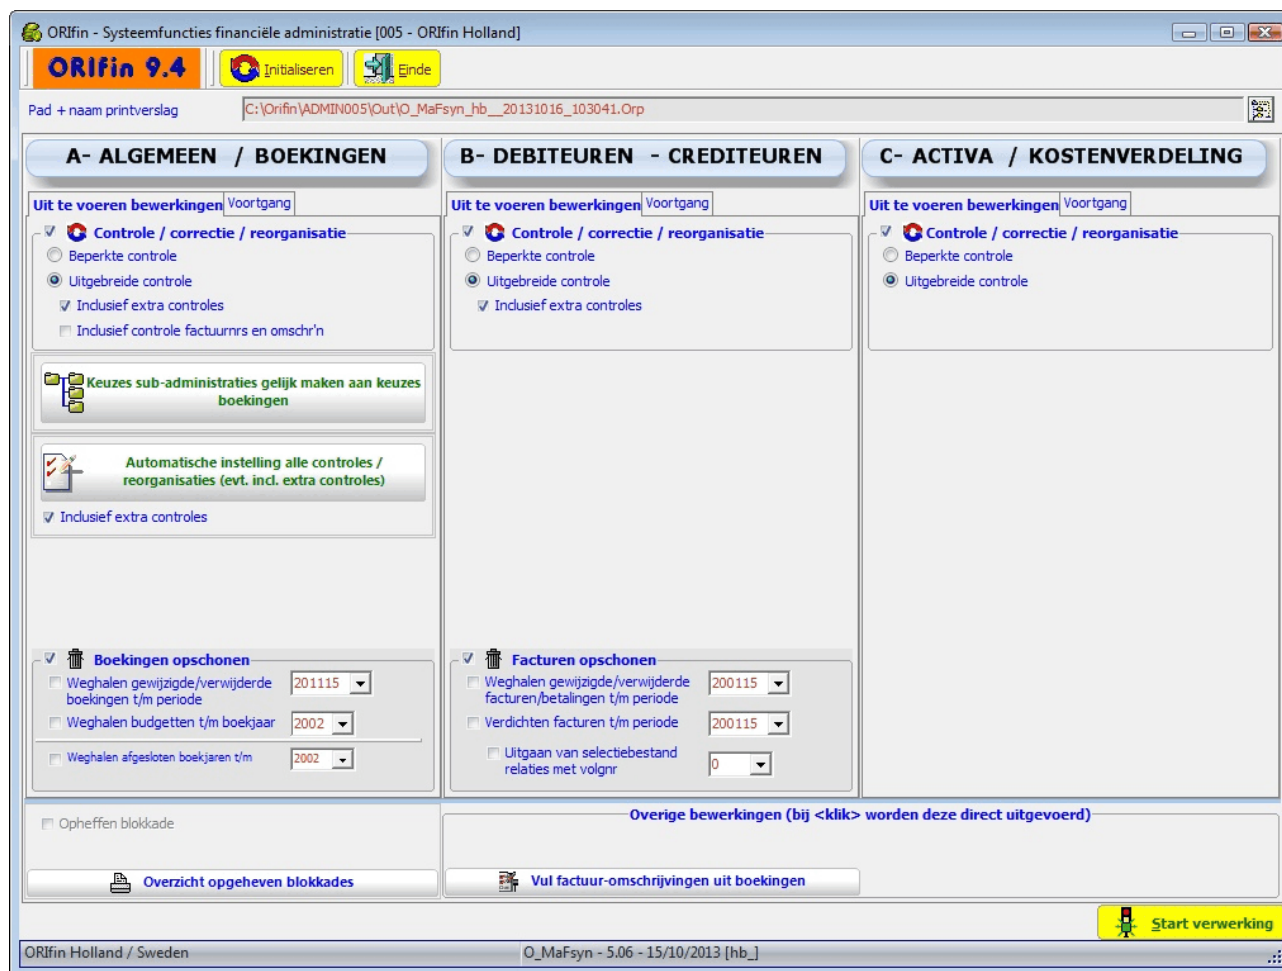 ORIfin - Systeemfuncties financiële administratie [005 - ORIfin Holland]
ORIfin 9.4
Initialiseren
Einde
Pad + naam printverslag
C:\Orifin\ADMIN005\Out\O_MaFsyn_hb__20131016_103041.Orp
A- ALGEMEEN / BOEKINGEN
Uit te voeren bewerkingen
Voortgang
Controle / correctie / reorganisatie
Beperkte controle
Uitgebreide controle
Inclusief extra controles
Inclusief controle factuurnrs en omschr'n
Keuzes sub-administraties gelijk maken aan keuzes
boekingen
Automatische instelling alle controles /
reorganisaties (evt. incl. extra controles)
Inclusief extra controles
Boekingen opschonen
Weghalen gewijzigde/verwijderde
boekingen t/m periode
201115
Weghalen budgetten t/m boekjaar
2002
Weghalen afgesloten boekjaren t/m
2002
B- DEBITEUREN - CREDITEUREN
Uit te voeren bewerkingen
Voortgang
Controle / correctie / reorganisatie
Beperkte controle
Uitgebreide controle
Inclusief extra controles
Facturen opschonen
Weghalen gewijzigde/verwijderde
facturen/betalingen t/m periode
200115
Verdichten facturen t/m periode
200115
Uitgaan van selectiebestand
relaties met volgnr
0
C- ACTIVA / KOSTENVERDELING
Uit te voeren bewerkingen
Voortgang
Controle / correctie / reorganisatie
Beperkte controle
Uitgebreide controle
Opheffen blokkade
Overzicht opgeheven blokkades
Overige bewerkingen (bij <klik> worden deze direct uitgevoerd)
Vul factuur-omschrijvingen uit boekingen
Start verwerking
ORIfin Holland / Sweden
O_MaFsyn - 5.06 - 15/10/2013 [hb_]